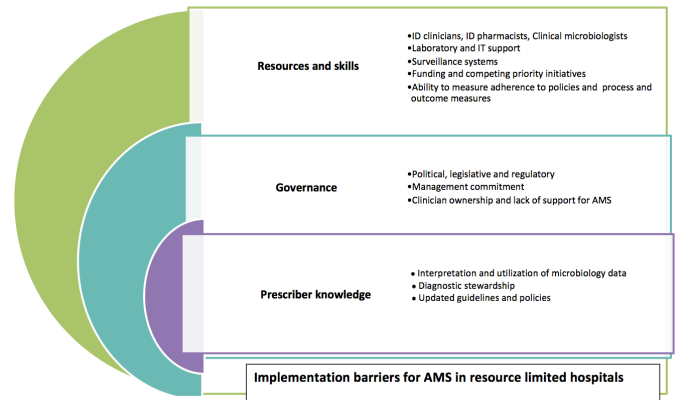 Resources and skills
•ID clinicians, ID pharmacists, Clinical microbiologists
•Laboratory and IT support
•Surveillance systems
•Funding and competing priority initiatives
•Ability to measure adherence to policies and process and
outcome measures
Governance
•Political, legislative and regulatory
•Management commitment
•Clinician ownership and lack of support for AMS
Prescriber knowledge
• Interpretation and utilization of microbiology data
• Diagnostic stewardship
• Updated guidelines and policies
Implementation barriers for AMS in resource limited hospitals